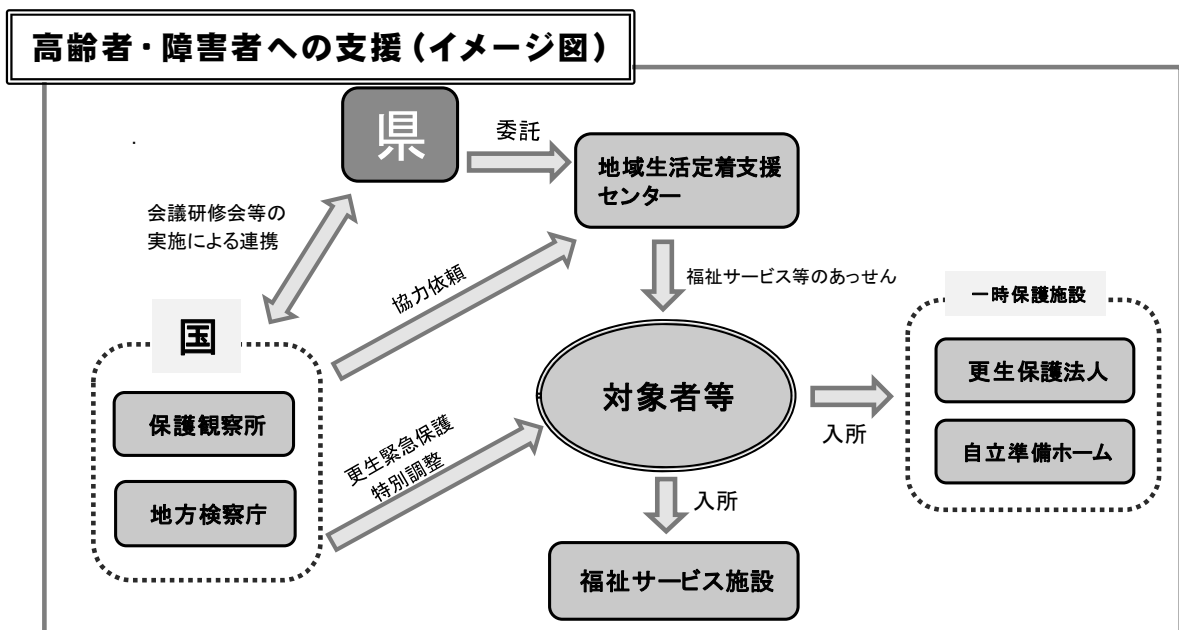 高齢者・障害者への支援(イメージ図)
県
委託
地域生活定着支援
センター
会議研修会等の
実施による連携
協力依頼
福祉サービス等のあっせん
国
保護観察所
地方検察庁
更生緊急保護
特別調整
対象者等
入所
一時保護施設
更生保護法人
自立準備ホーム
入所
福祉サービス施設